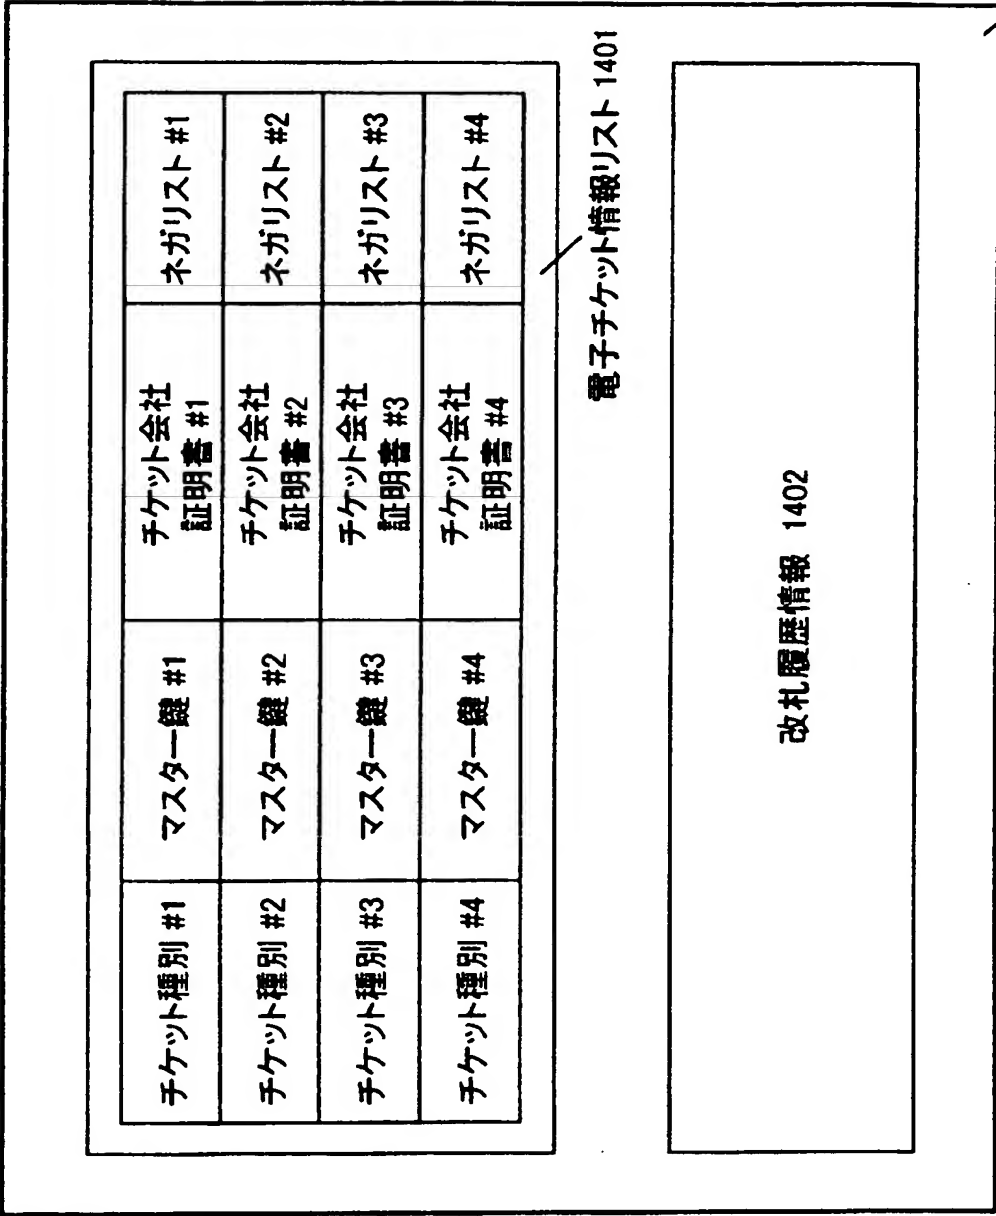 チケット種別 #1
マスター鍵 #1
チケット会社
証明書 #1
ネガリスト #1
チケット種別 #2
マスター鍵 #2
チケット会社
証明書 #2
ネガリスト #2
チケット種別 #3
マスター鍵 #3
チケット会社
証明書 #3
ネガリスト #3
チケット種別 #4
マスター鍵 #4
チケット会社
証明書 #4
ネガリスト #4
電子チケット情報リスト 1401
改札履歴情報 1402